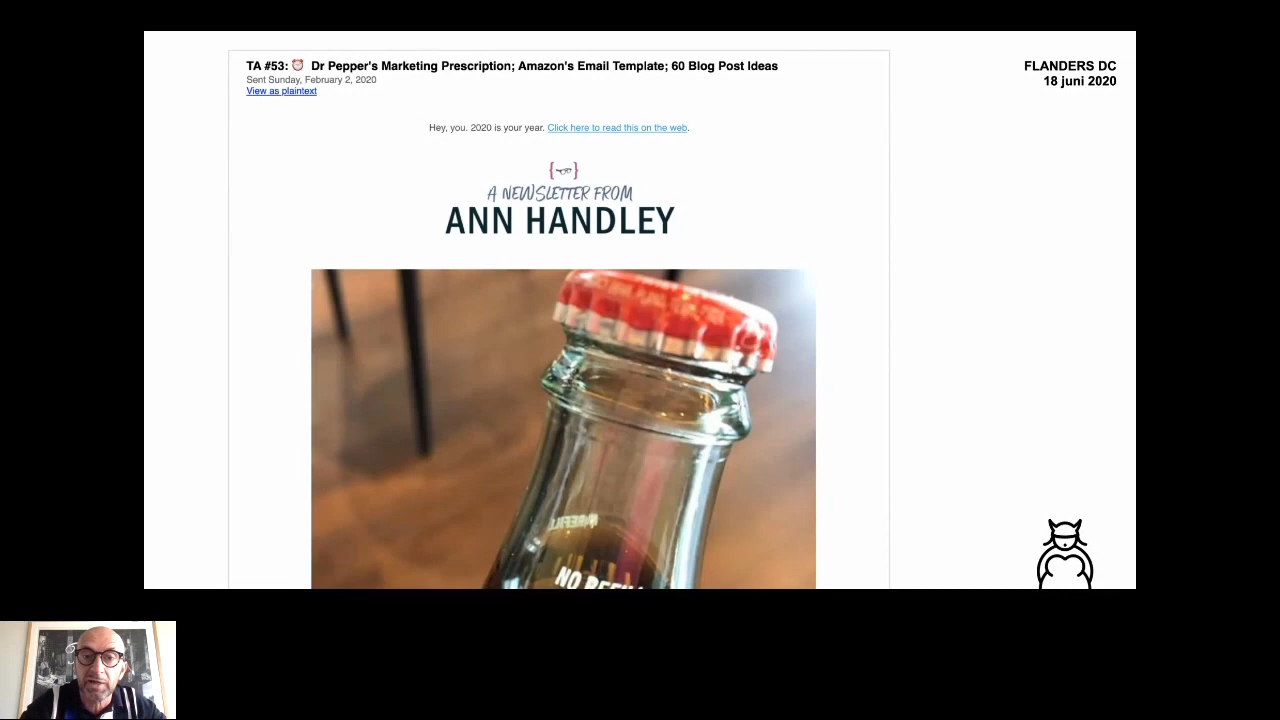 TA #53: ⏰ Dr Pepper's Marketing Prescription; Amazon's Email Template; 60 Blog Post Ideas
Sent Sunday, February 2, 2020
View as plaintext
FLANDERS DC
18 juni 2020
Hey, you. 2020 is your year. Click here to read this on the web.
A NEWSLETTER FROM
ANN HANDLEY
NO REFILL